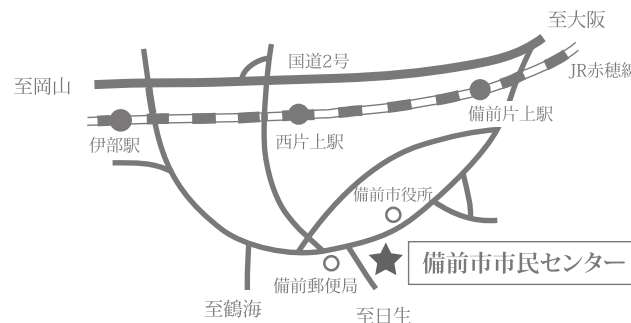 至大阪
国道2号
JR赤穂線
至岡山
備前片上駅
伊部駅
西片上駅
備前市役所
備前市市民センター
備前郵便局
至鶴海
至日生